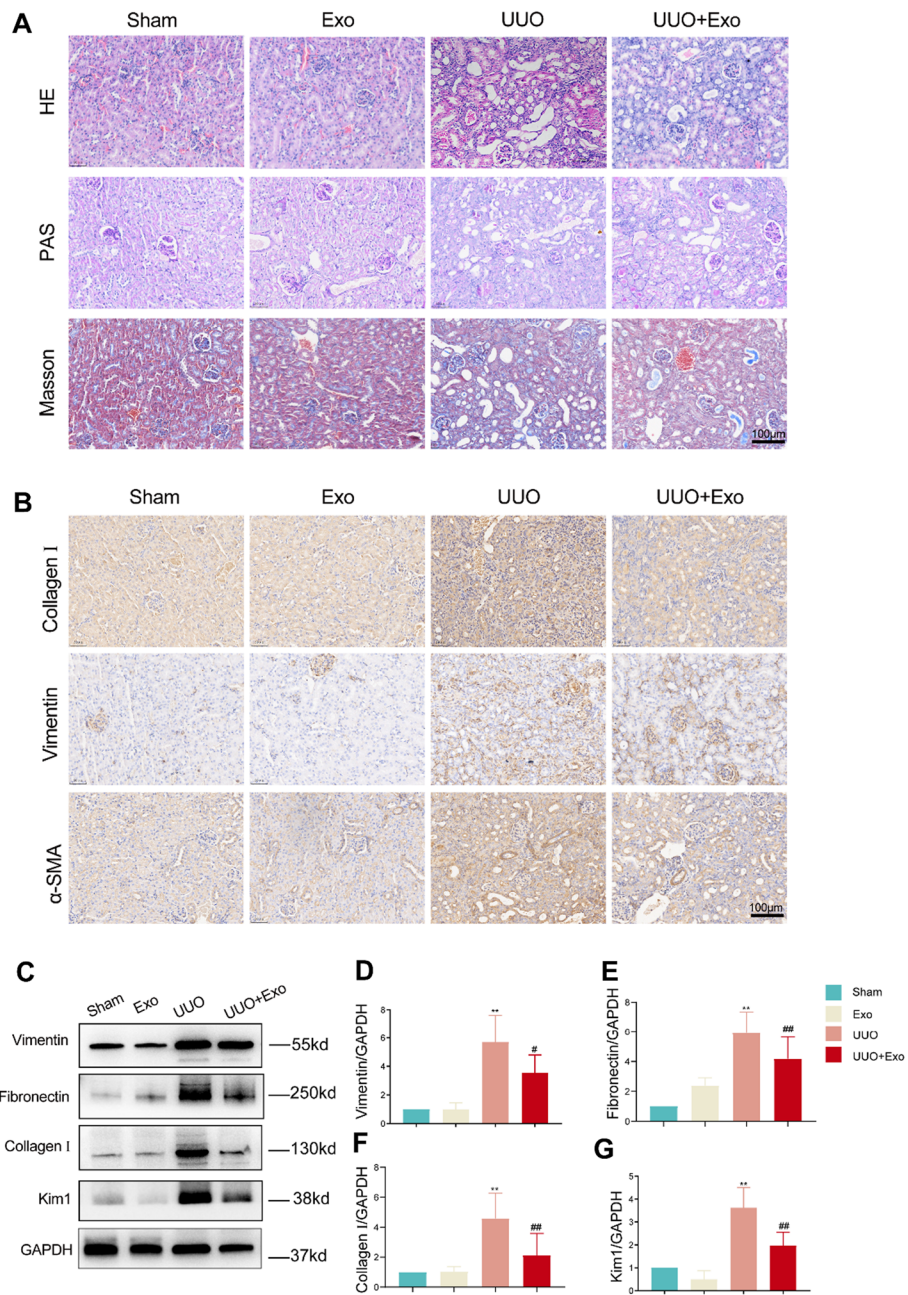 A
Sham Exo UUO UUO+Exo
HE
PAS
Masson
100μm
B
Sham Exo UUO UUO+Exo
Collagen I
Vimentin
α-SMA
100μm
C
Sham Exo UUO UUO+Exo
Vimentin 55kd
Fibronectin 250kd
Collagen I 130kd
Kim1 38kd
GAPDH 37kd
D
Vimentin/GAPDH
8
6
4
2
0
**
#
E
Fibronectin/GAPDH
8
6
4
2
0
**
##
Sham
Exo
UUO
UUO+Exo
F
Collagen I/GAPDH
8
6
4
2
0
**
##
G
Kim1/GAPDH
5
4
3
2
1
0
**
##